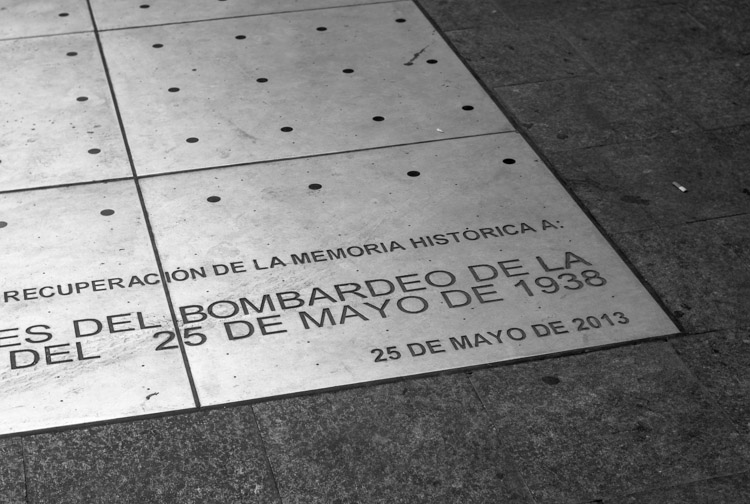 RECUPERACIÓN DE LA MEMORIA HISTÓRICA A:
ES DEL BOMBARDEO DE LA
DEL 25 DE MAYO DE 1938
25 DE MAYO DE 2013